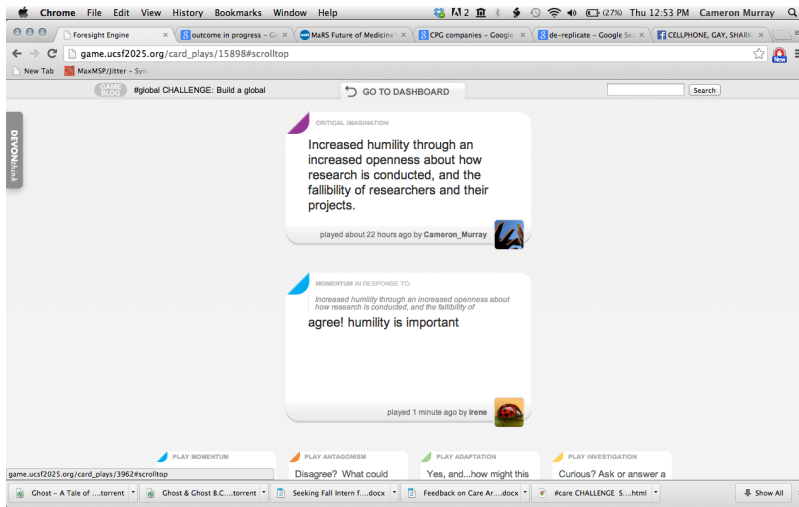 Chrome File Edit View History Bookmarks Window Help 2 (27%) Thu 12:53 PM Cameron Murray
Foresight Engine × outcome in progress – Go × MaRS Future of Medicine™ × CPG companies – Google × de-replicate – Google Sea × CELLPHONE, GAY, SHARK ×
game.ucsf2025.org/card_plays/15898#scrolltop
New
New Tab MaxMSP/Jitter – Syn
GAME BLOG #global CHALLENGE: Build a global GO TO DASHBOARD Search
DEVONthink
CRITICAL IMAGINATION
Increased humility through an
increased openness about how
research is conducted, and the
fallibility of researchers and their
projects.
played about 22 hours ago by Cameron_Murray
MOMENTUM IN RESPONSE TO:
Increased humility through an increased openness about
how research is conducted, and the fallibility of
agree! humility is important
played 1 minute ago by Irene
PLAY MOMENTUM PLAY ANTAGONISM PLAY ADAPTATION PLAY INVESTIGATION
Disagree? What could Yes, and...how might this Curious? Ask or answer a
game.ucsf2025.org/card_plays/3962#scrolltop
Ghost – A Tale of ....torrent Ghost & Ghost B.C....torrent Seeking Fall Intern f....docx Feedback on Care Ar....docx #care CHALLENGE S....html Show All